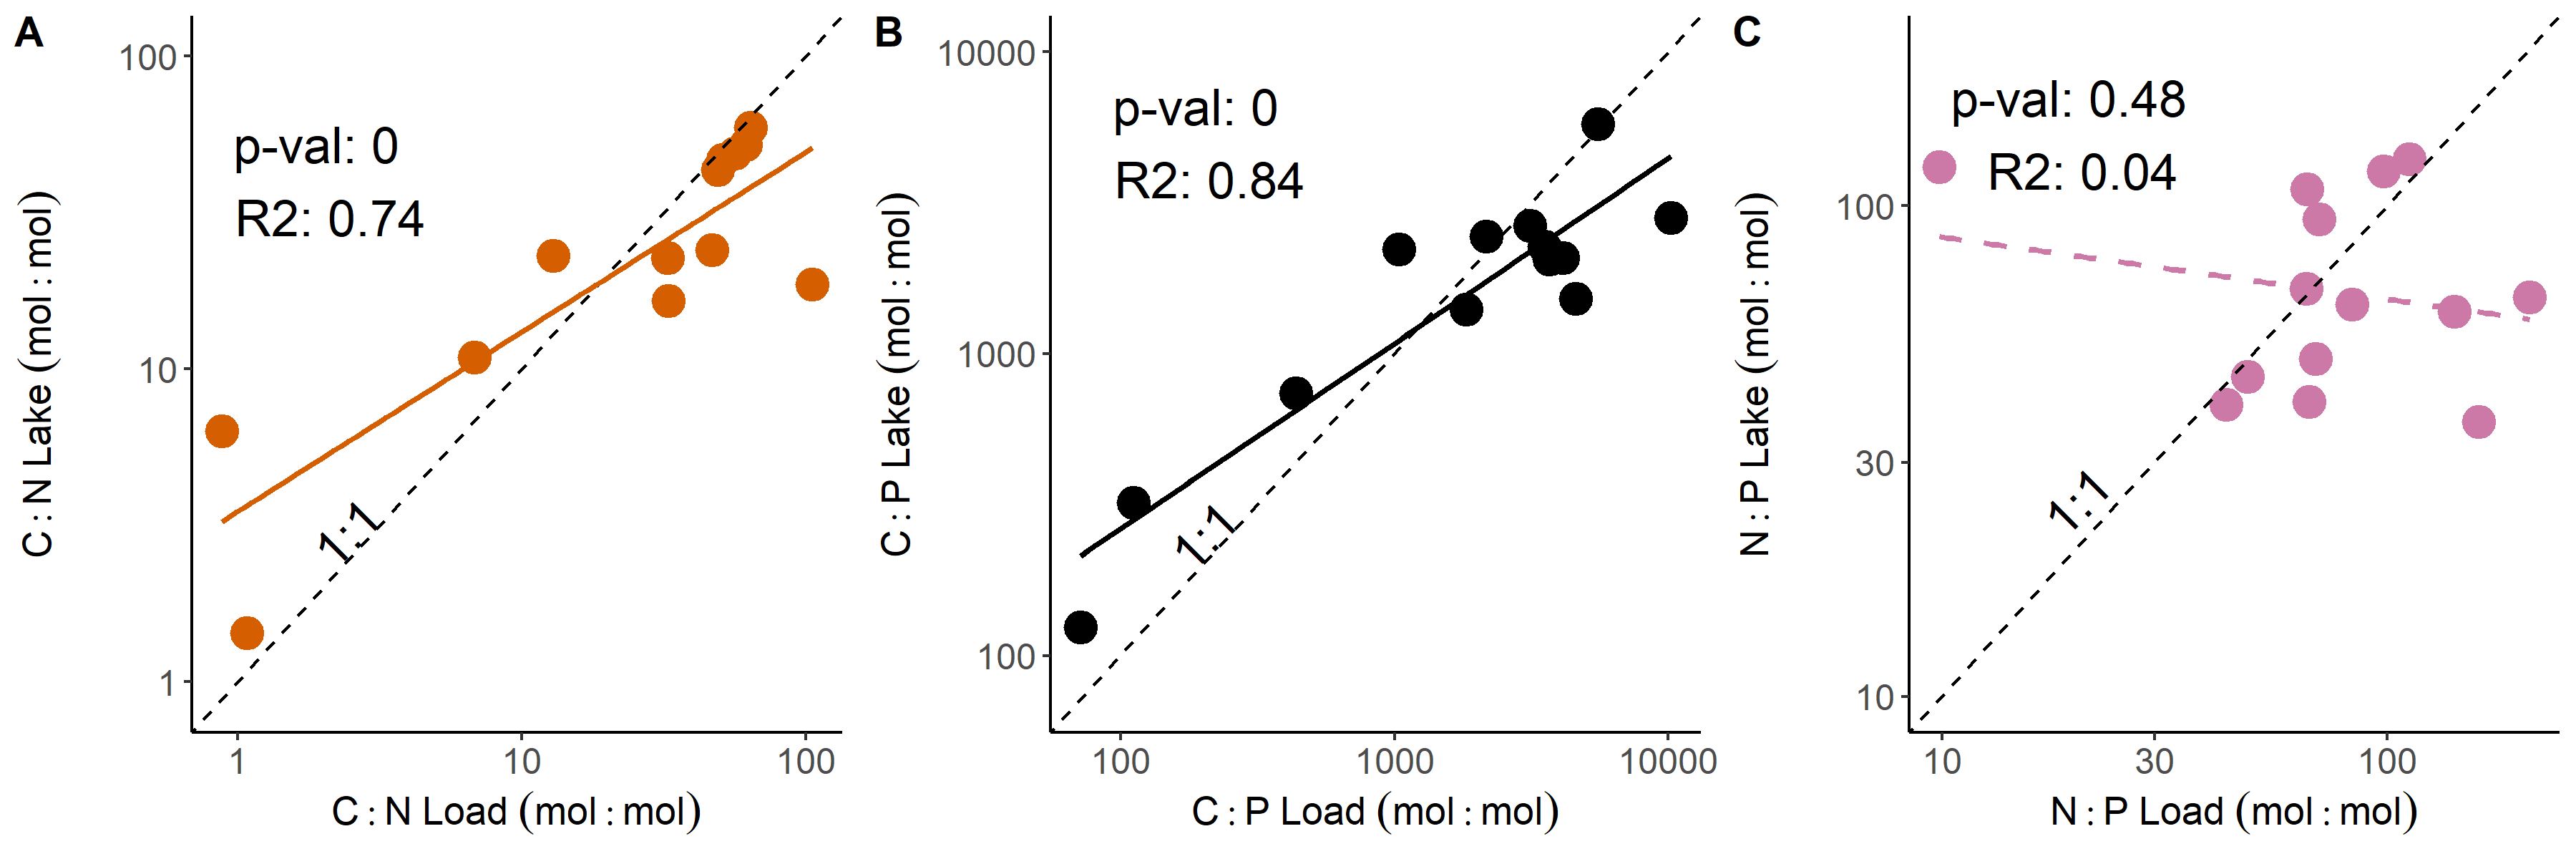 A
C : N Lake (mol : mol)
100
10
1
p-val: 0
R2: 0.74
1:1
1
10
100
C : N Load (mol : mol)
B
C : P Lake (mol : mol)
10000
1000
100
p-val: 0
R2: 0.84
1:1
100
1000
10000
C : P Load (mol : mol)
C
N : P Lake (mol : mol)
100
30
10
p-val: 0.48
R2: 0.04
1:1
10
30
100
N : P Load (mol : mol)